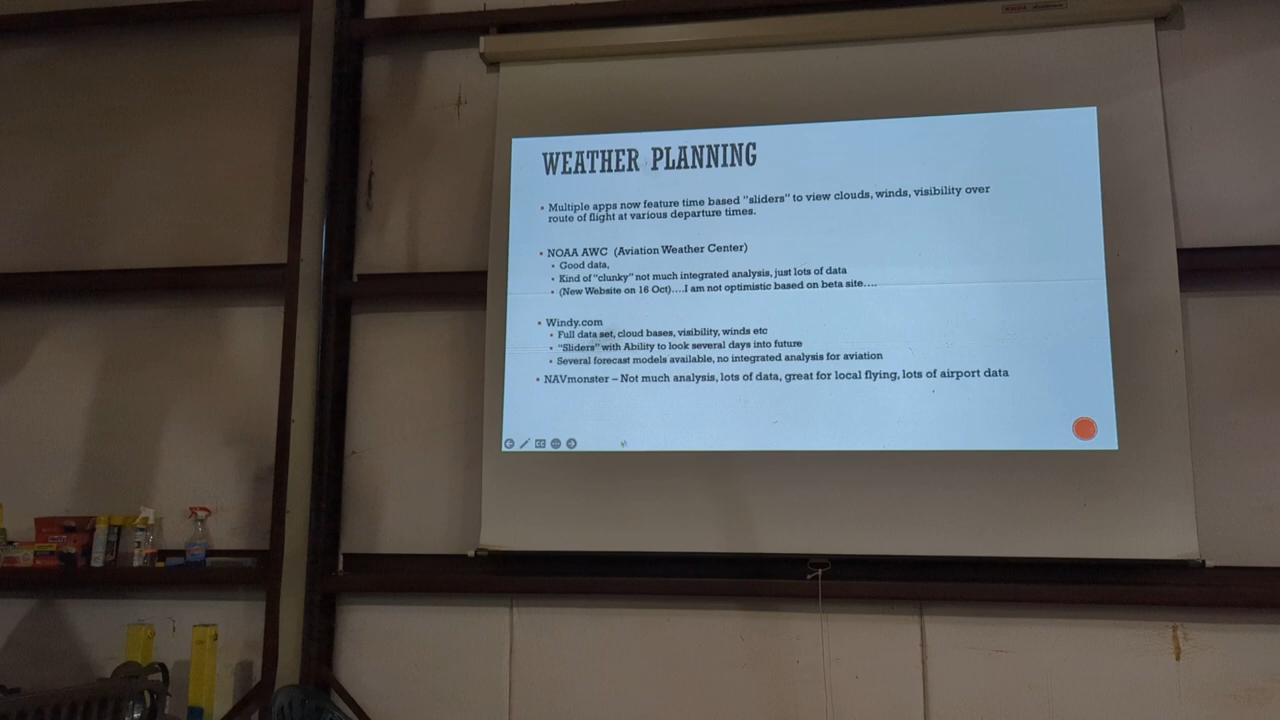 WEATHER PLANNING
• Multiple apps now feature time based "sliders" to view clouds, winds, visibility over
route of flight at various departure times.
• NOAA AWC (Aviation Weather Center)
• Good data,
• Kind of "clunky" not much integrated analysis, just lots of data
• (New Website on 16 Oct)....I am not optimistic based on beta site....
• Windy.com
• Full data set, cloud bases, visibility, winds etc
• "Sliders" with Ability to look several days into future
• Several forecast models available, no integrated analysis for aviation
• NAVmonster – Not much analysis, lots of data, great for local flying, lots of airport data